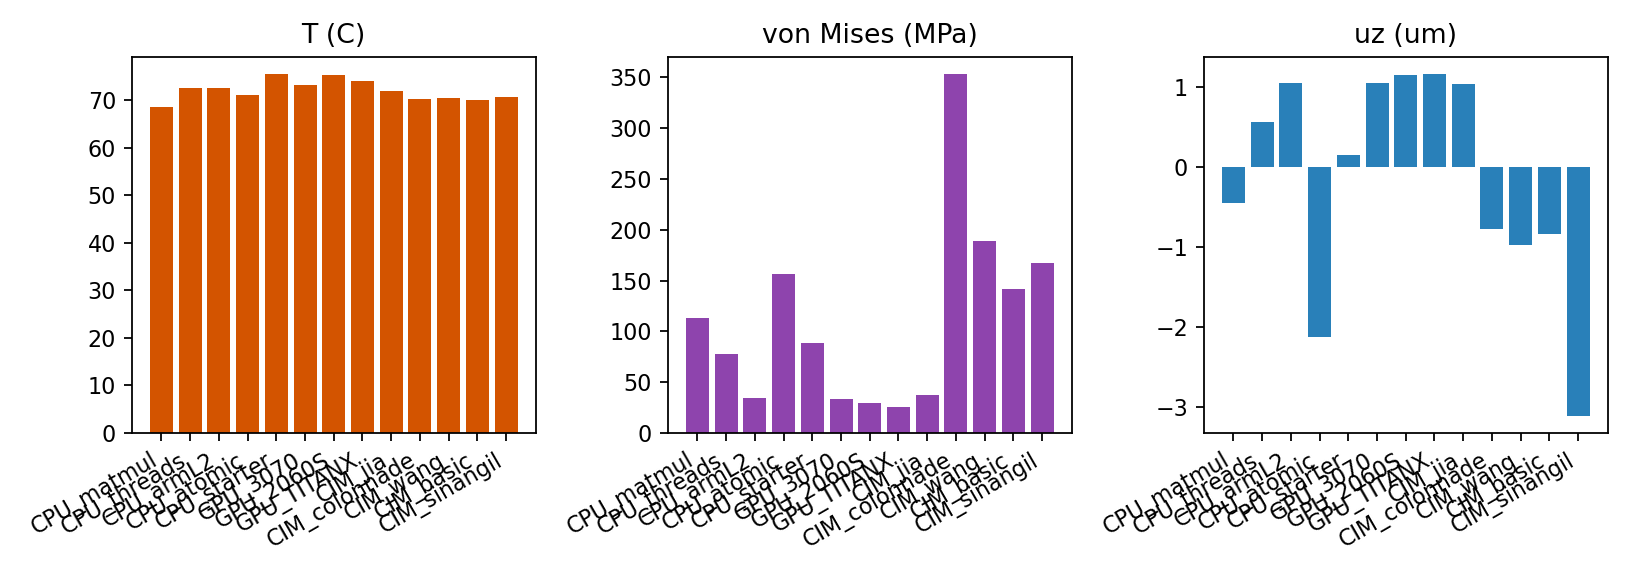 T (C)
70
60
50
40
30
20
10
0
CPU_matmul
CPU_threads
CPU_armL2
CPU_atomic
CPU_starter
GPU_3070
GPU_2060S
GPU_TITANX
CIM_jia
CIM_colonnade
CIM_wang
CIM_basic
CIM_sinangil
von Mises (MPa)
350
300
250
200
150
100
50
0
CPU_matmul
CPU_threads
CPU_armL2
CPU_atomic
CPU_starter
GPU_3070
GPU_2060S
GPU_TITANX
CIM_jia
CIM_colonnade
CIM_wang
CIM_basic
CIM_sinangil
uz (um)
1
0
−1
−2
−3
CPU_matmul
CPU_threads
CPU_armL2
CPU_atomic
CPU_starter
GPU_3070
GPU_2060S
GPU_TITANX
CIM_jia
CIM_colonnade
CIM_wang
CIM_basic
CIM_sinangil